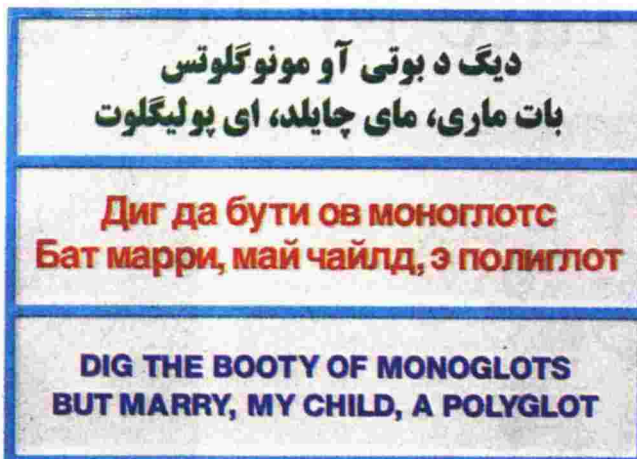 دیگ د بوتی آو مونوگلوتس
بات ماری، مای چایلد، ای پولیگلوت
Диг да бути ов моноглотс
Бат марри, май чайлд, э полиглот
DIG THE BOOTY OF MONOGLOTS
BUT MARRY, MY CHILD, A POLYGLOT